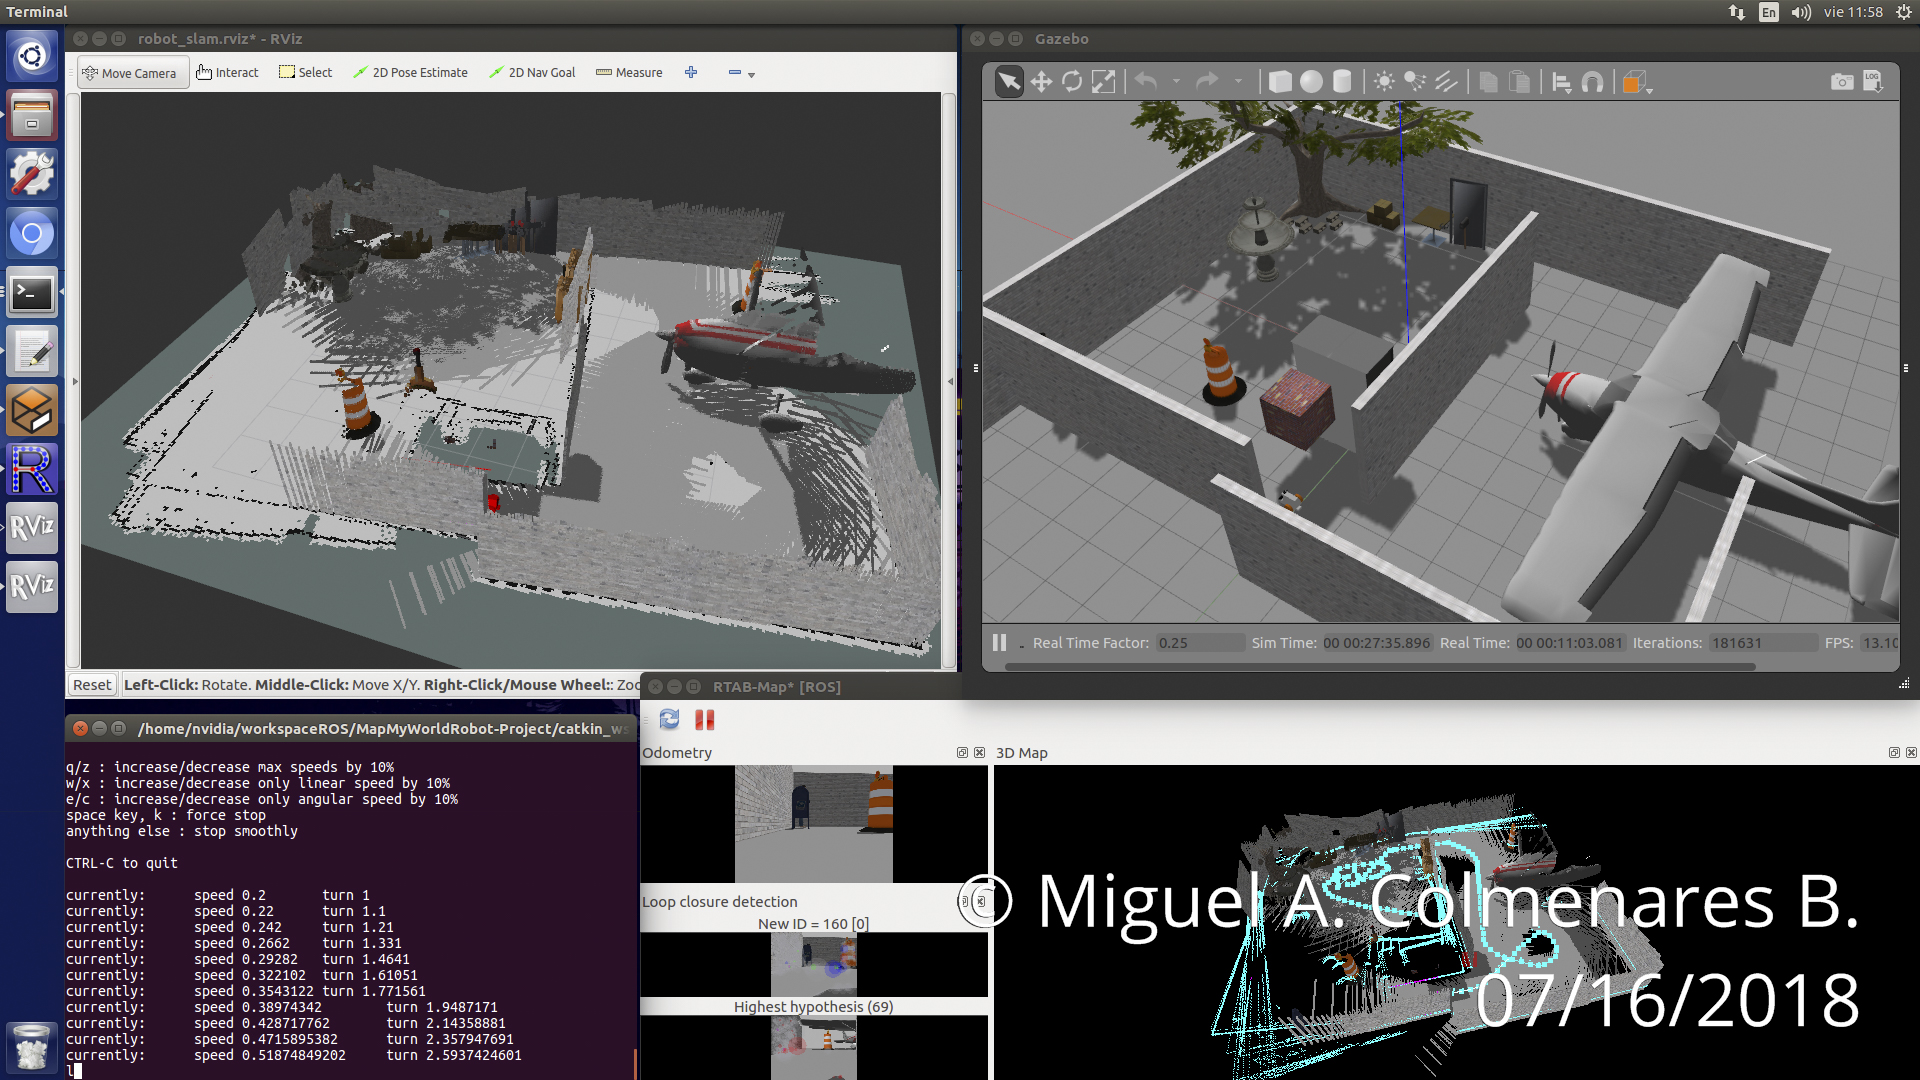 Terminal
En
vie 11:58
robot_slam.rviz* - RViz
Move Camera
Interact
Select
2D Pose Estimate
2D Nav Goal
Measure
Reset
Left-Click: Rotate. Middle-Click: Move X/Y. Right-Click/Mouse Wheel:: Zoo
Gazebo
LOG
Real Time Factor: 0.25 Sim Time: 00 00:27:35.896 Real Time: 00 00:11:03.081 Iterations: 181631 FPS: 13.10
RViz
RViz
/home/nvidia/workspaceROS/MapMyWorldRobot-Project/catkin_ws
q/z : increase/decrease max speeds by 10%
w/x : increase/decrease only linear speed by 10%
e/c : increase/decrease only angular speed by 10%
space key, k : force stop
anything else : stop smoothly
CTRL-C to quit
currently: speed 0.2 turn 1
currently: speed 0.22 turn 1.1
currently: speed 0.242 turn 1.21
currently: speed 0.2662 turn 1.331
currently: speed 0.29282 turn 1.4641
currently: speed 0.322102 turn 1.61051
currently: speed 0.3543122 turn 1.771561
currently: speed 0.38974342 turn 1.9487171
currently: speed 0.428717762 turn 2.14358881
currently: speed 0.4715895382 turn 2.357947691
currently: speed 0.51874849202 turn 2.5937424601
l
RTAB-Map* [ROS]
Odometry
Loop closure detection
New ID = 160 [0]
Highest hypothesis (69)
3D Map
© Miguel A. Colmenares B.
07/16/2018